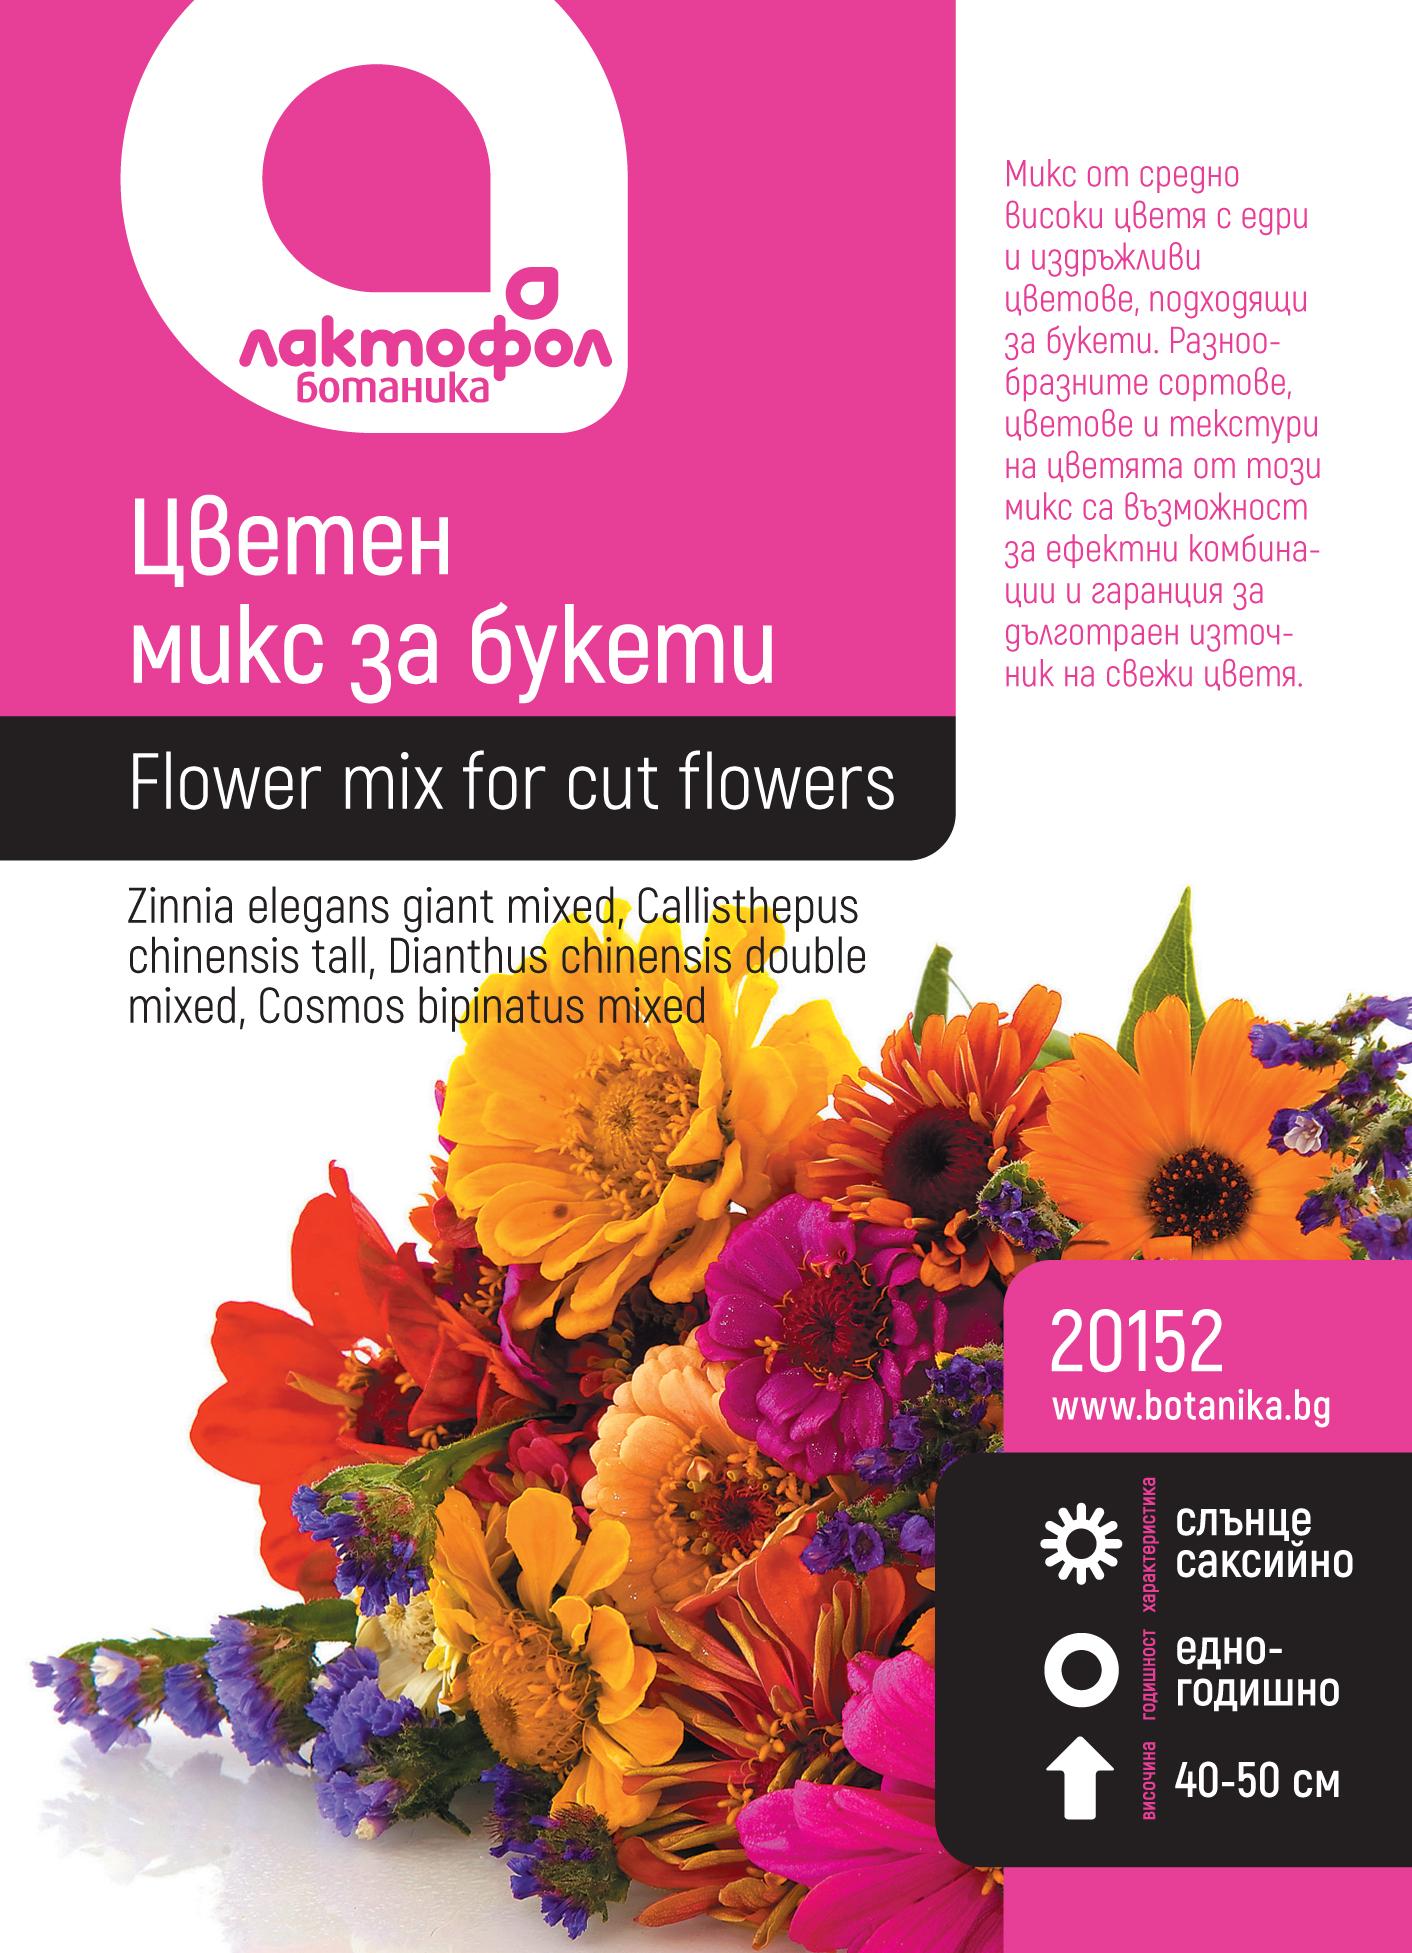 лактофол
ботаника
Цветен
микс за букети
Flower mix for cut flowers
Zinnia elegans giant mixed, Callisthepus
chinensis tall, Dianthus chinensis double
mixed, Cosmos bipinatus mixed
Микс от средно
високи цветя с едри
и издръжливи
цветове, подходящи
за букети. Разноо-
бразните сортове,
цветове и текстури
на цветята от този
микс са възможност
за ефектни комбина-
ции и гаранция за
дълготраен източ-
ник на свежи цветя.
20152
www.botanika.bg
характеристика
слънце
саксийно
годишност
едно-
годишно
височина
40-50 см